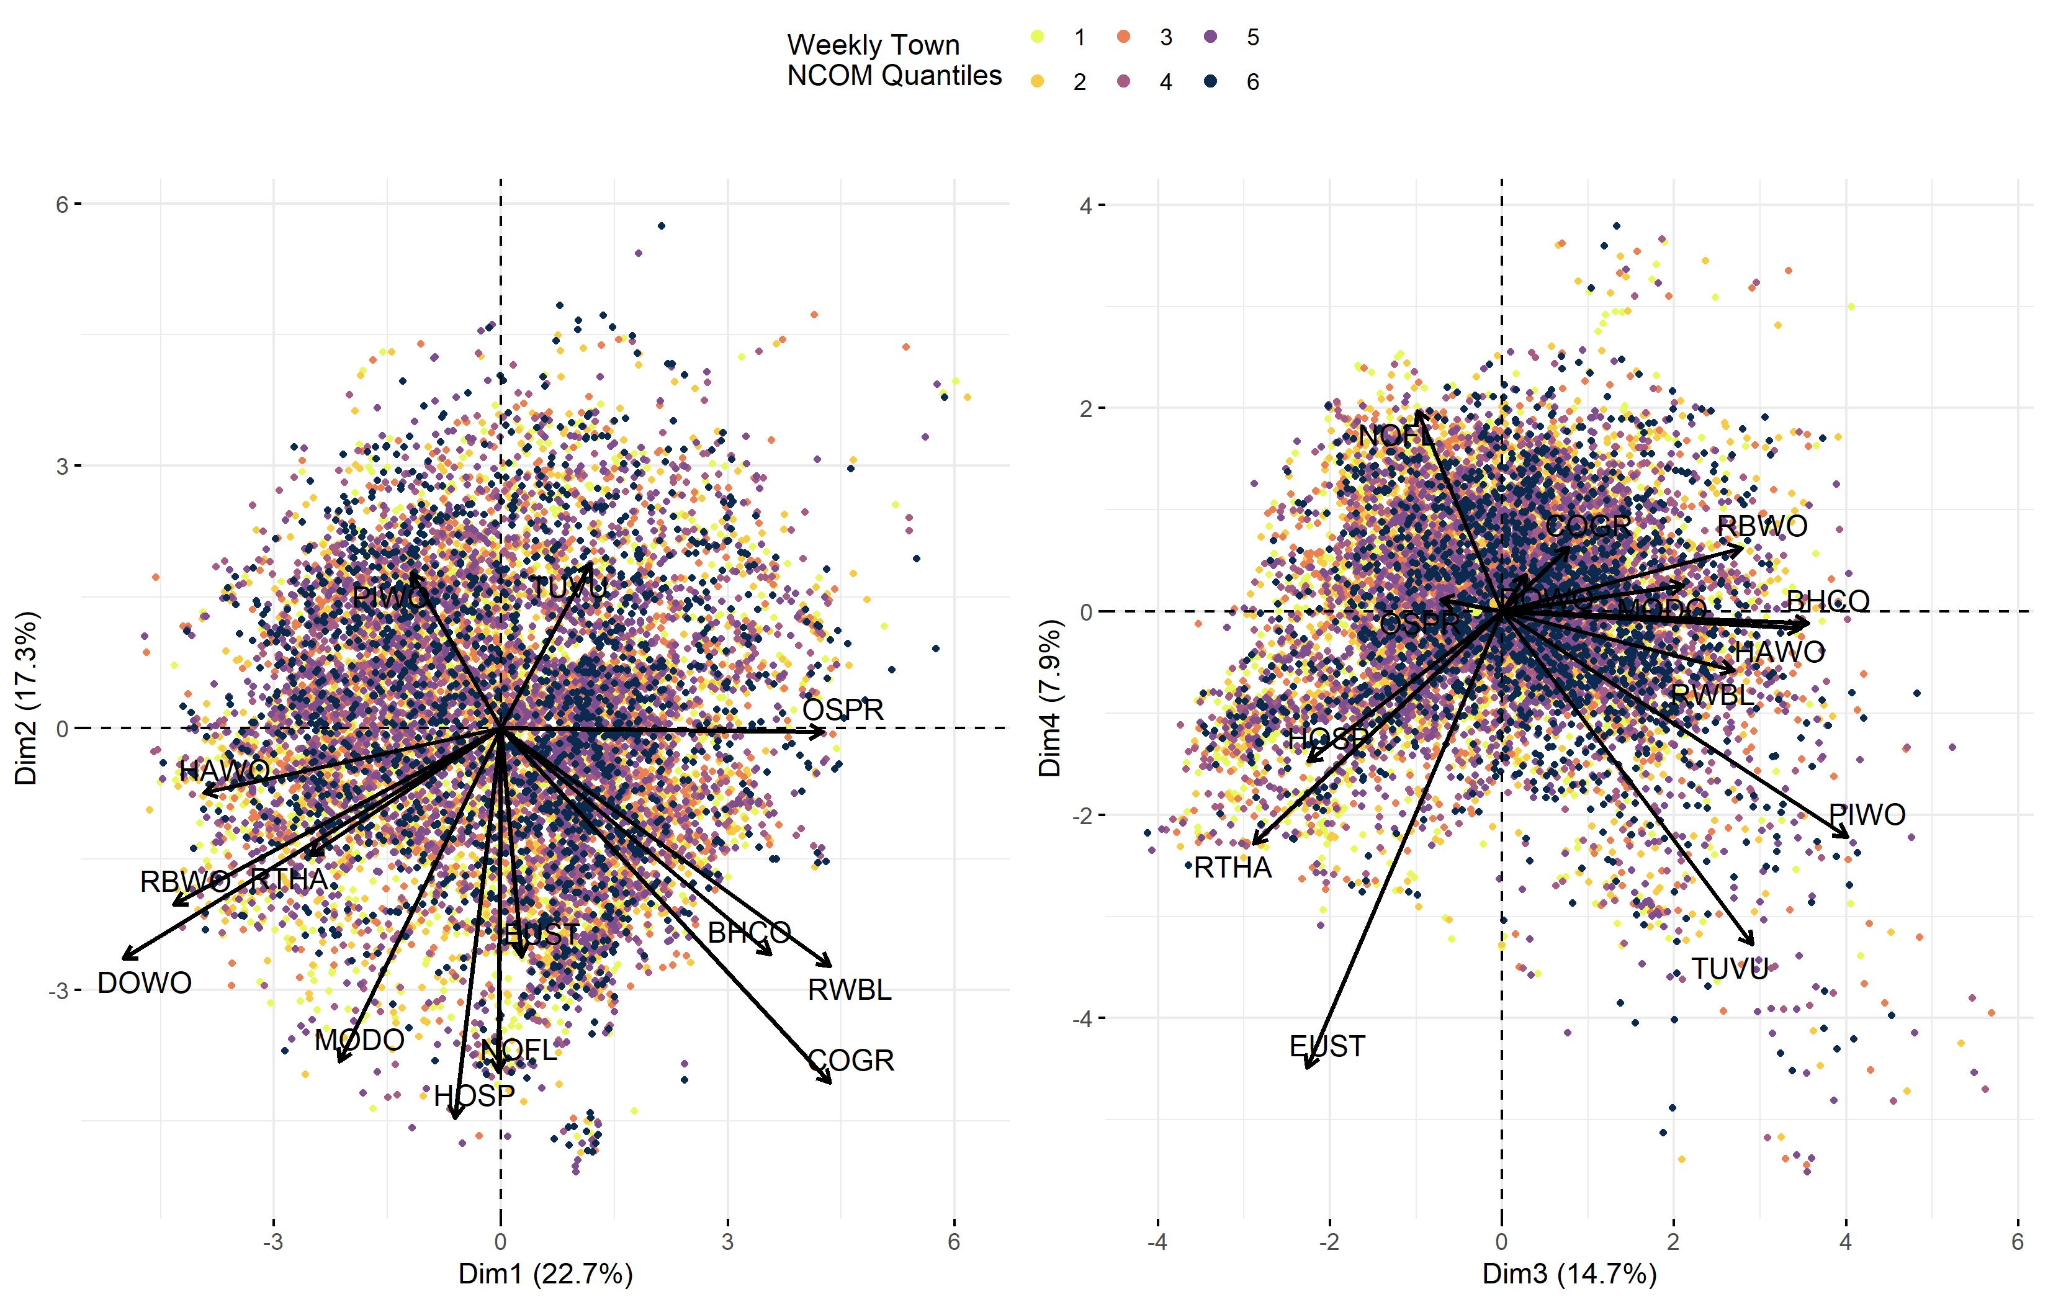 Weekly Town
NCOM Quantiles
1 3 5
2 4 6
6
3
0
-3
Dim2 (17.3%)
PIWO
TUVU
OSPR
HAWO
RBWO
RTHA
DOWO
EUST
BHCO
RWBL
MODO
NOFL
COGR
HOSP
-3 0 3 6
Dim1 (22.7%)
4
2
0
-2
-4
Dim4 (7.9%)
NOFL
COGR
RBWO
DOWO
MODO
BHCO
OSPR
HAWO
RWBL
HOSP
PIWO
RTHA
TUVU
EUST
-4 -2 0 2 4 6
Dim3 (14.7%)